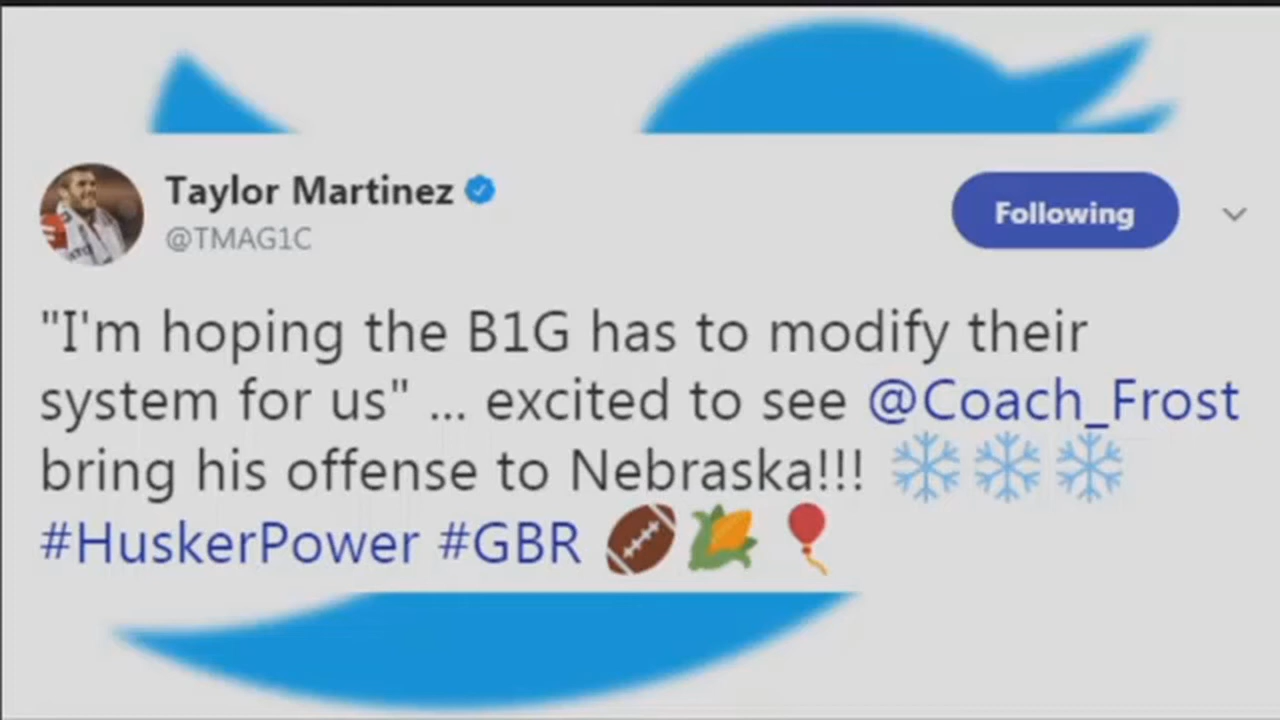 Taylor Martinez
@TMAG1C
Following
"I'm hoping the B1G has to modify their
system for us" ... excited to see @Coach_Frost
bring his offense to Nebraska!!! ❄️❄️❄️
#HuskerPower #GBR 🏈🌽🎈